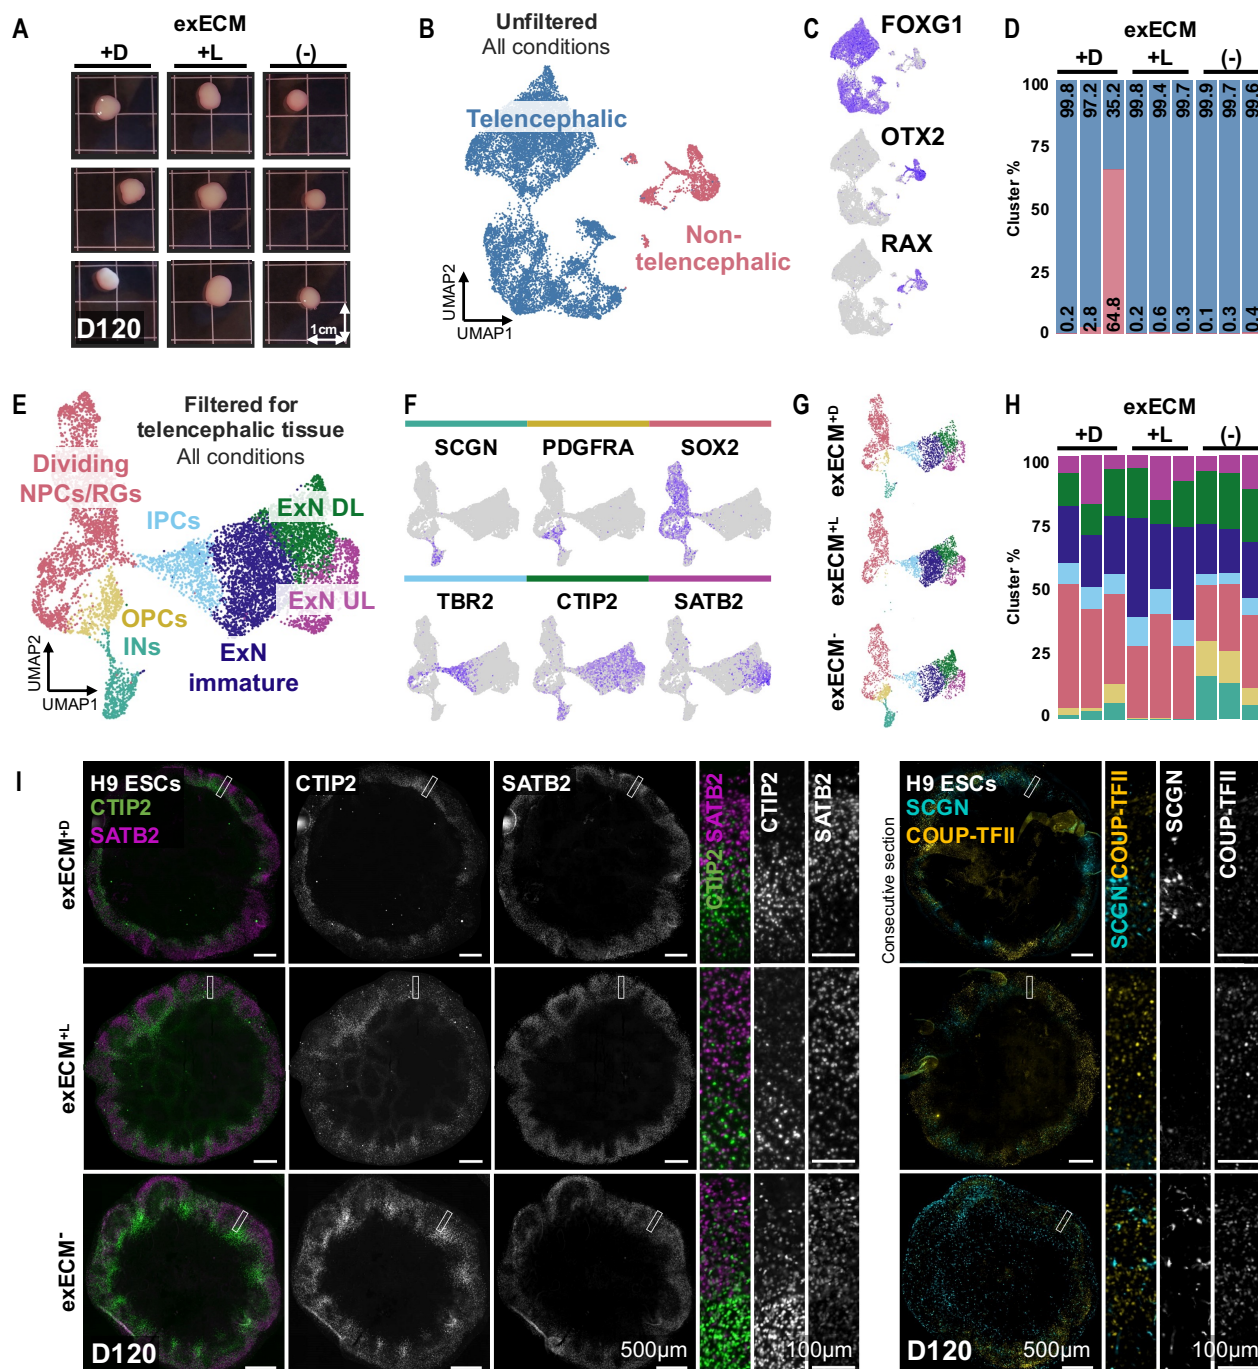 A
exECM
+D
+L
(-)
D120
1cm
B
Unfiltered
All conditions
Telencephalic
Non-
telencephalic
UMAP2
UMAP1
C
FOXG1
OTX2
RAX
D
exECM
+D
+L
(-)
Cluster %
100
75
50
25
0
99.8
97.2
35.2
99.8
99.4
99.7
99.9
99.7
99.6
0.2
2.8
64.8
0.2
0.6
0.3
0.1
0.3
0.4
E
Filtered for
telencephalic tissue
All conditions
Dividing
NPCs/RGs
IPCs
ExN DL
ExN UL
OPCs
INs
ExN
immature
UMAP2
UMAP1
F
SCGN
PDGFRA
SOX2
TBR2
CTIP2
SATB2
G
exECM+D
exECM+L
exECM-
H
exECM
+D
+L
(-)
Cluster %
100
75
50
25
0
I
H9 ESCs
CTIP2
SATB2
CTIP2
SATB2
CTIP2 SATB2
CTIP2
SATB2
Consecutive section
H9 ESCs
SCGN
COUP-TFII
SCGN COUP-TFII
SCGN
COUP-TFII
exECM+D
exECM+L
exECM-
D120
500µm
100µm
D120
500µm
100µm